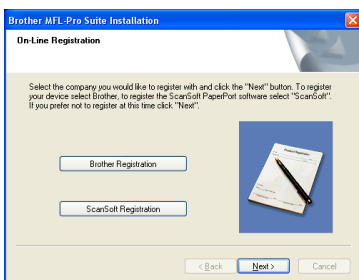 Brother MFL-Pro Suite Installation
On-Line Registration
Select the company you would like to register with and click the "Next" button. To register
your device select Brother, to register the ScanSoft PaperPort software select "ScanSoft".
If you prefer not to register at this time click "Next".
Brother Registration
Product Registration
ScanSoft Registration
< Back
Next >
Cancel